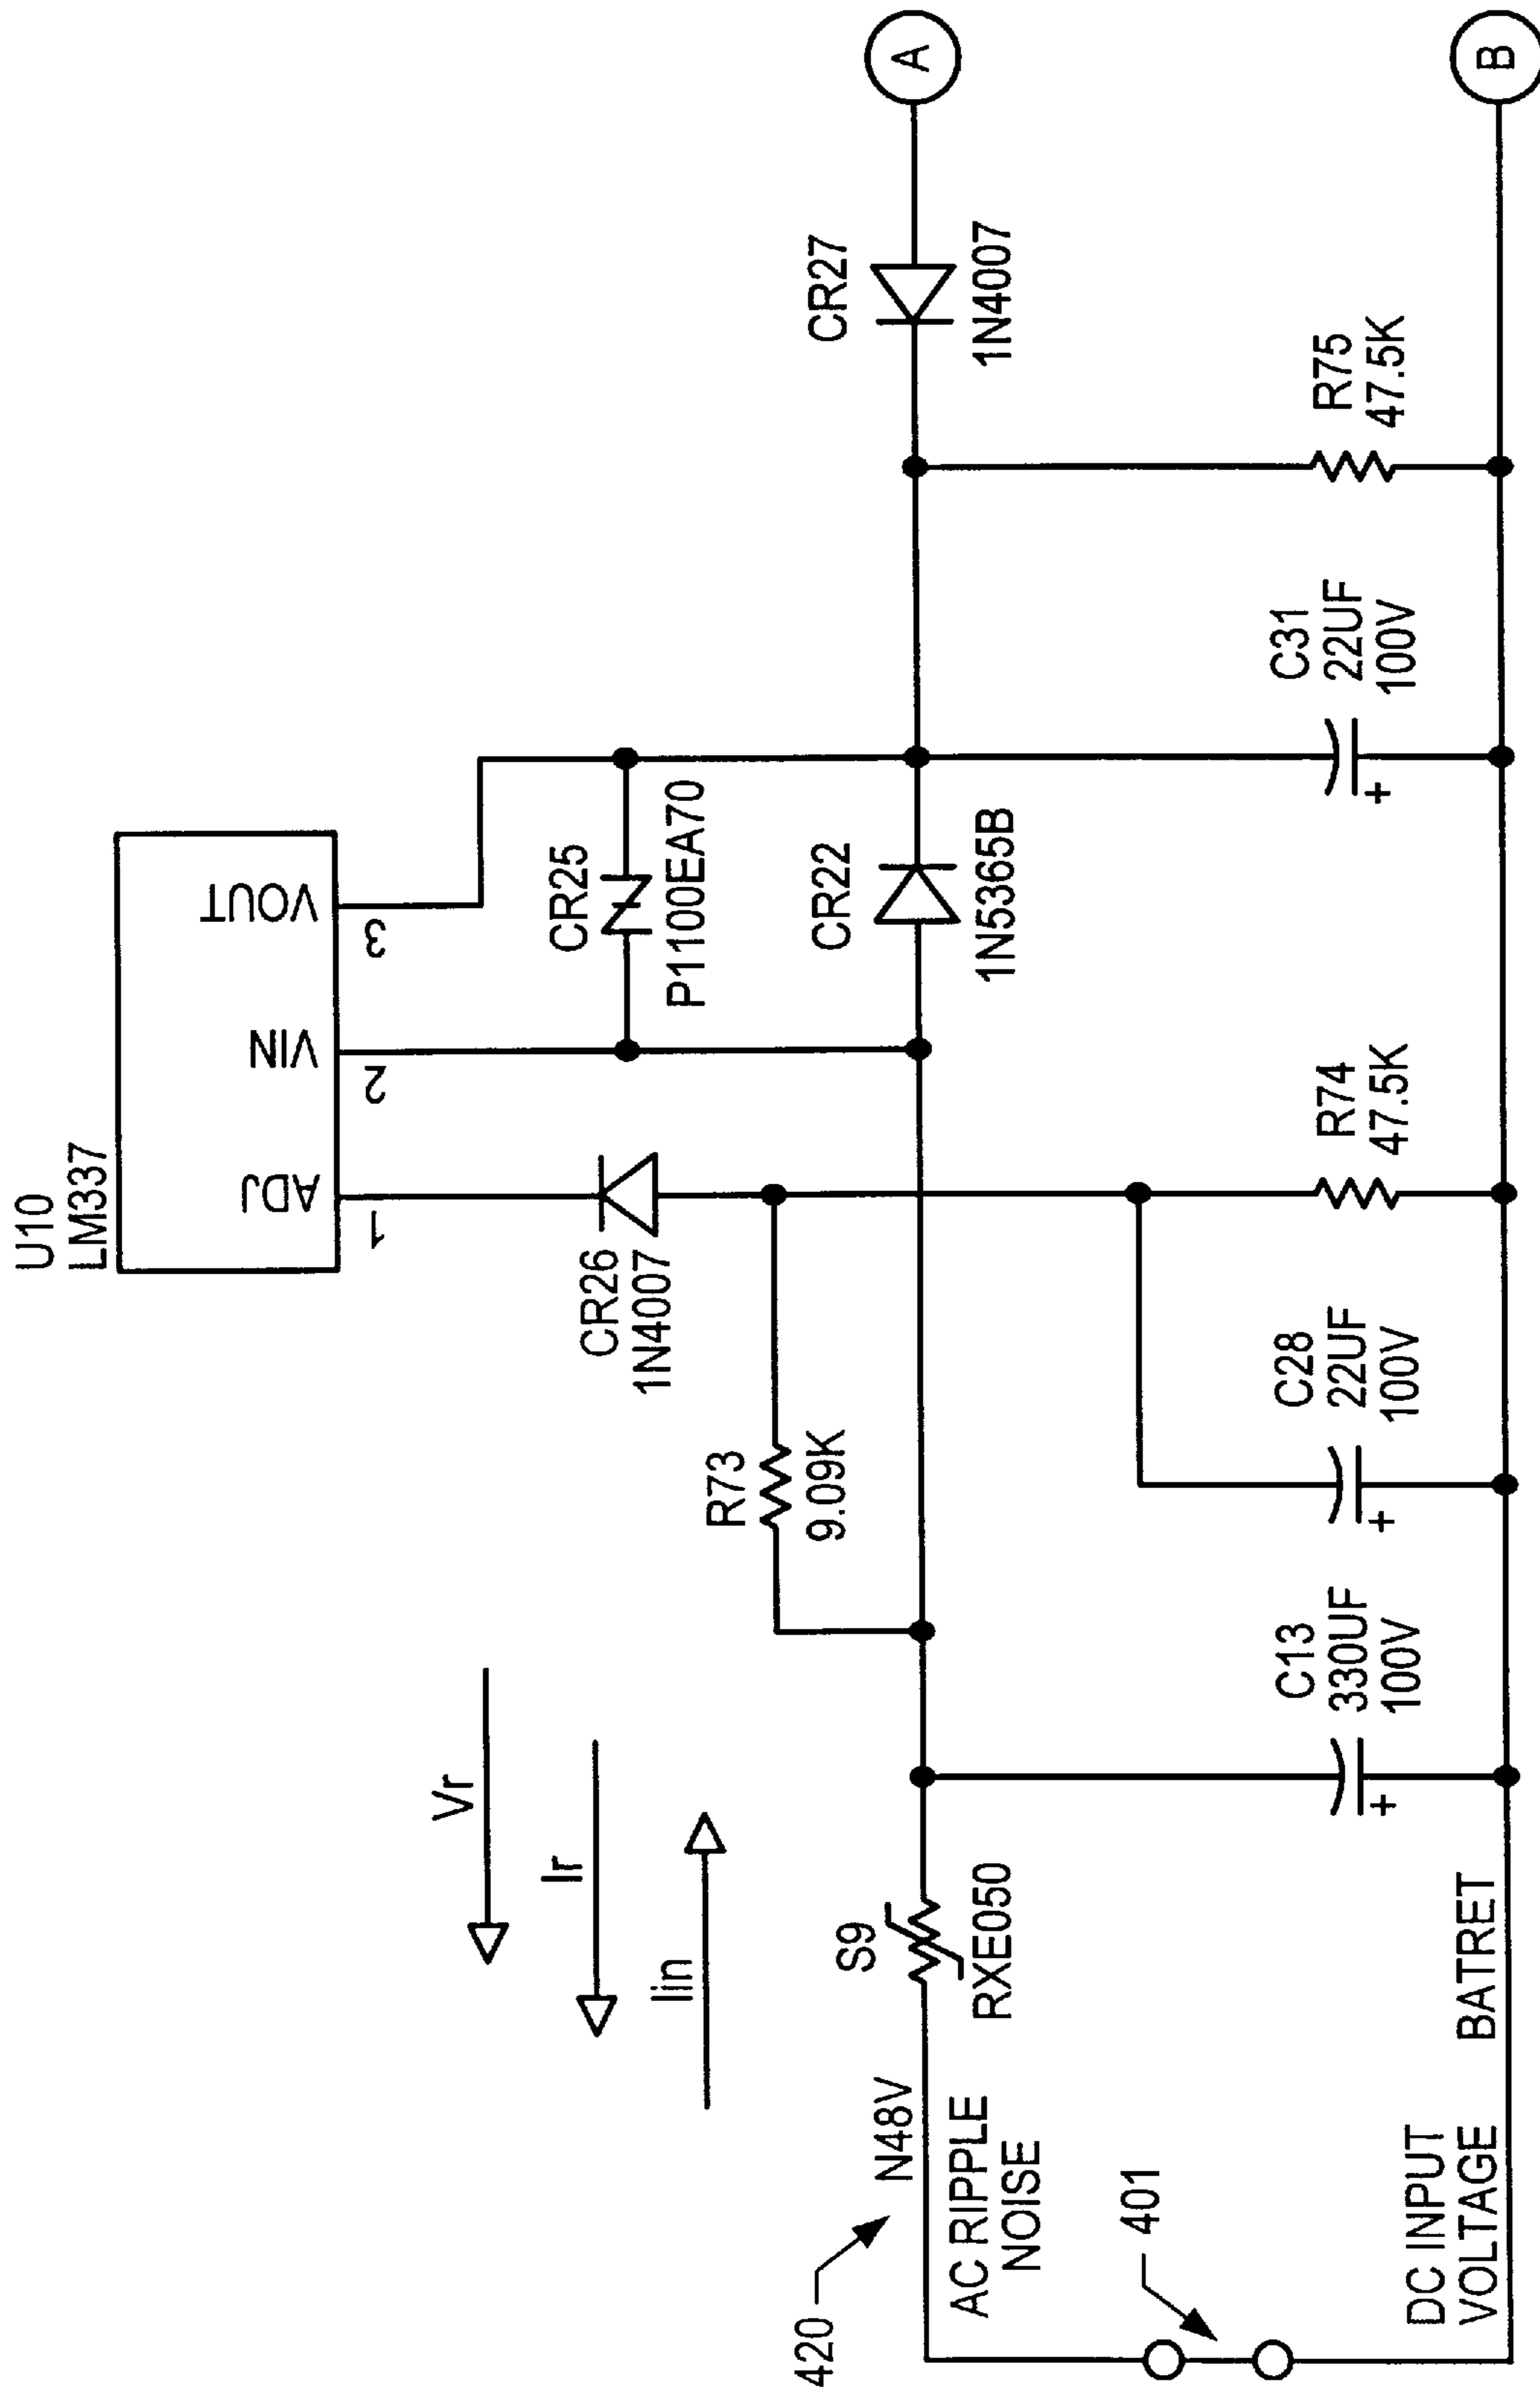 U10
LM337
ADJ
1
VIN
2
VOUT
3
CR25
P1100EA70
CR26
1N4007
CR22
1N5365B
CR27
1N4007
A
R73
9.09K
Vr
Ir
Iin
S9
RXE050
420
N48V
AC RIPPLE
NOISE
401
DC INPUT
VOLTAGE
BATRET
C13
330UF
100V
+
C28
22UF
100V
+
R74
47.5K
C31
22UF
100V
+
R75
47.5K
B